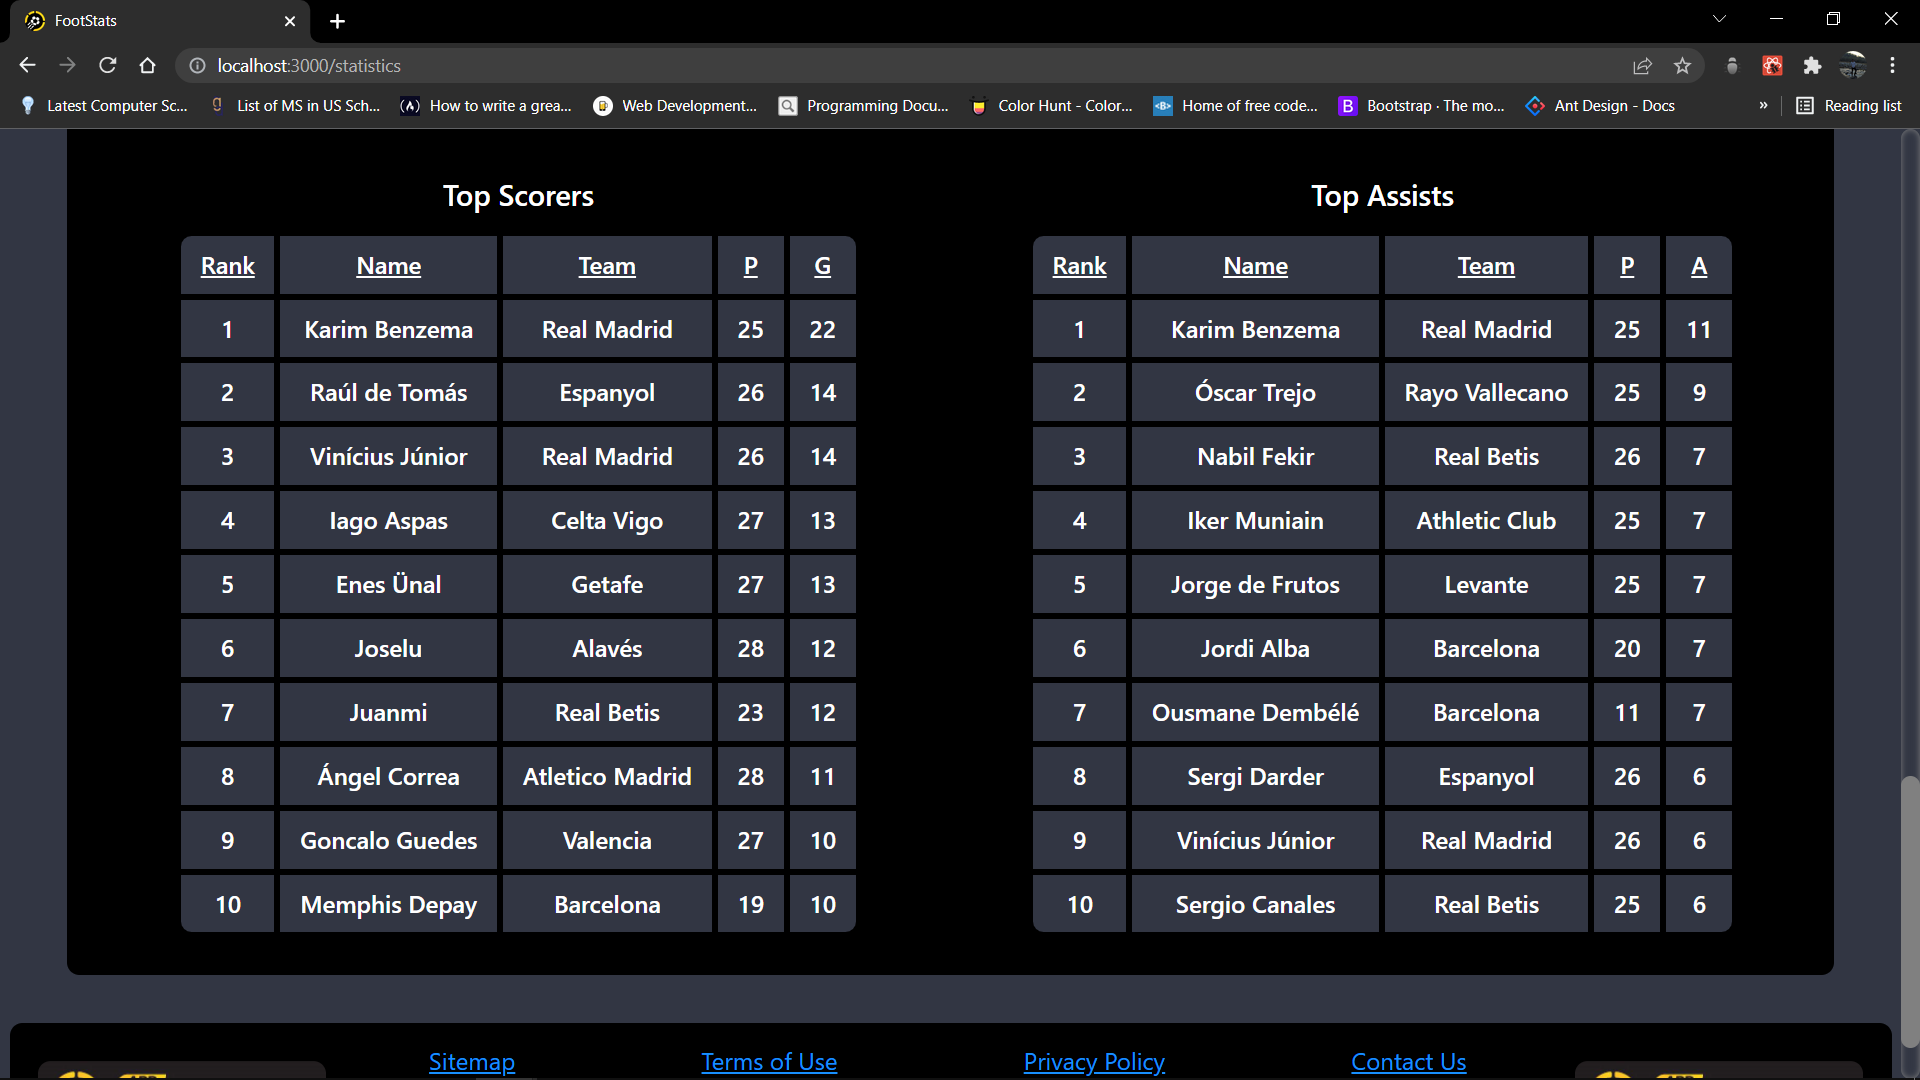 FootStats
localhost:3000/statistics
Latest Computer Sc... List of MS in US Sch... How to write a grea... Web Development... Programming Docu... Color Hunt - Color... Home of free code... Bootstrap · The mo... Ant Design - Docs » Reading list
Top Scorers
Rank Name Team P G
1 Karim Benzema Real Madrid 25 22
2 Raúl de Tomás Espanyol 26 14
3 Vinícius Júnior Real Madrid 26 14
4 Iago Aspas Celta Vigo 27 13
5 Enes Ünal Getafe 27 13
6 Joselu Alavés 28 12
7 Juanmi Real Betis 23 12
8 Ángel Correa Atletico Madrid 28 11
9 Goncalo Guedes Valencia 27 10
10 Memphis Depay Barcelona 19 10
Top Assists
Rank Name Team P A
1 Karim Benzema Real Madrid 25 11
2 Óscar Trejo Rayo Vallecano 25 9
3 Nabil Fekir Real Betis 26 7
4 Iker Muniain Athletic Club 25 7
5 Jorge de Frutos Levante 25 7
6 Jordi Alba Barcelona 20 7
7 Ousmane Dembélé Barcelona 11 7
8 Sergi Darder Espanyol 26 6
9 Vinícius Júnior Real Madrid 26 6
10 Sergio Canales Real Betis 25 6
Sitemap Terms of Use Privacy Policy Contact Us